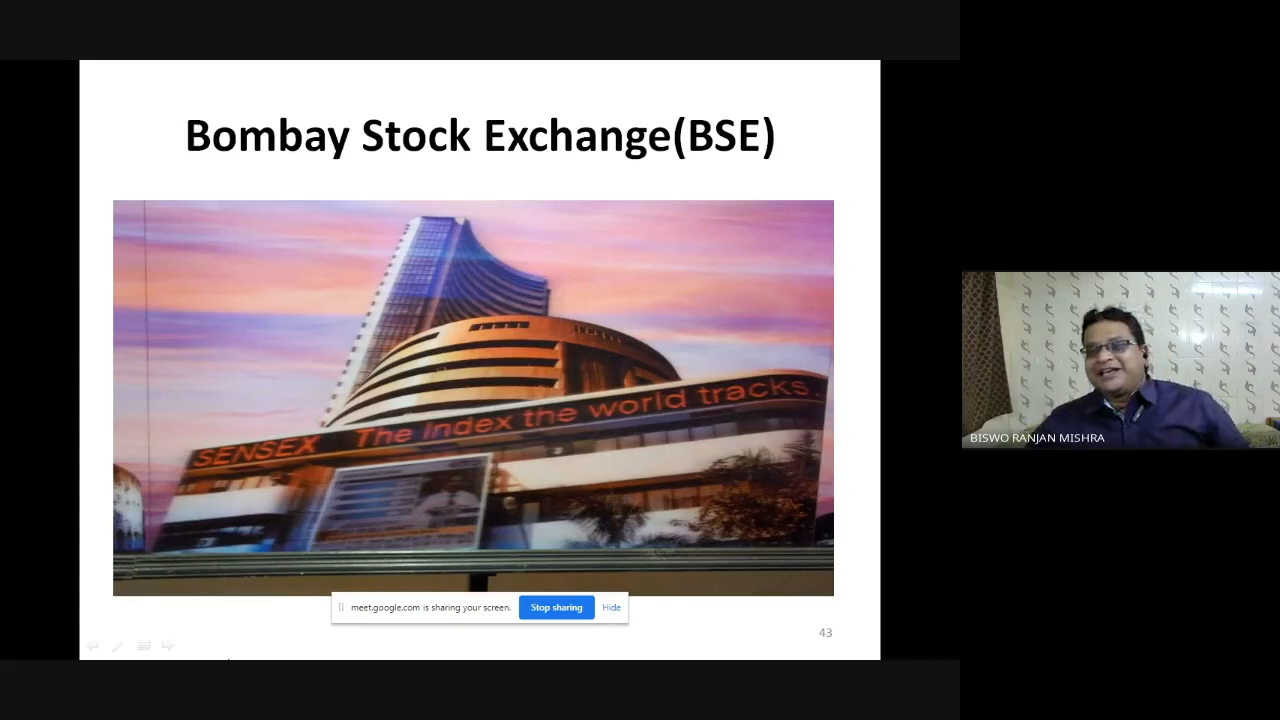 Bombay Stock Exchange(BSE)
SENSEX The Index the world tracks.
meet.google.com is sharing your screen. Stop sharing Hide
43
BISWO RANJAN MISHRA